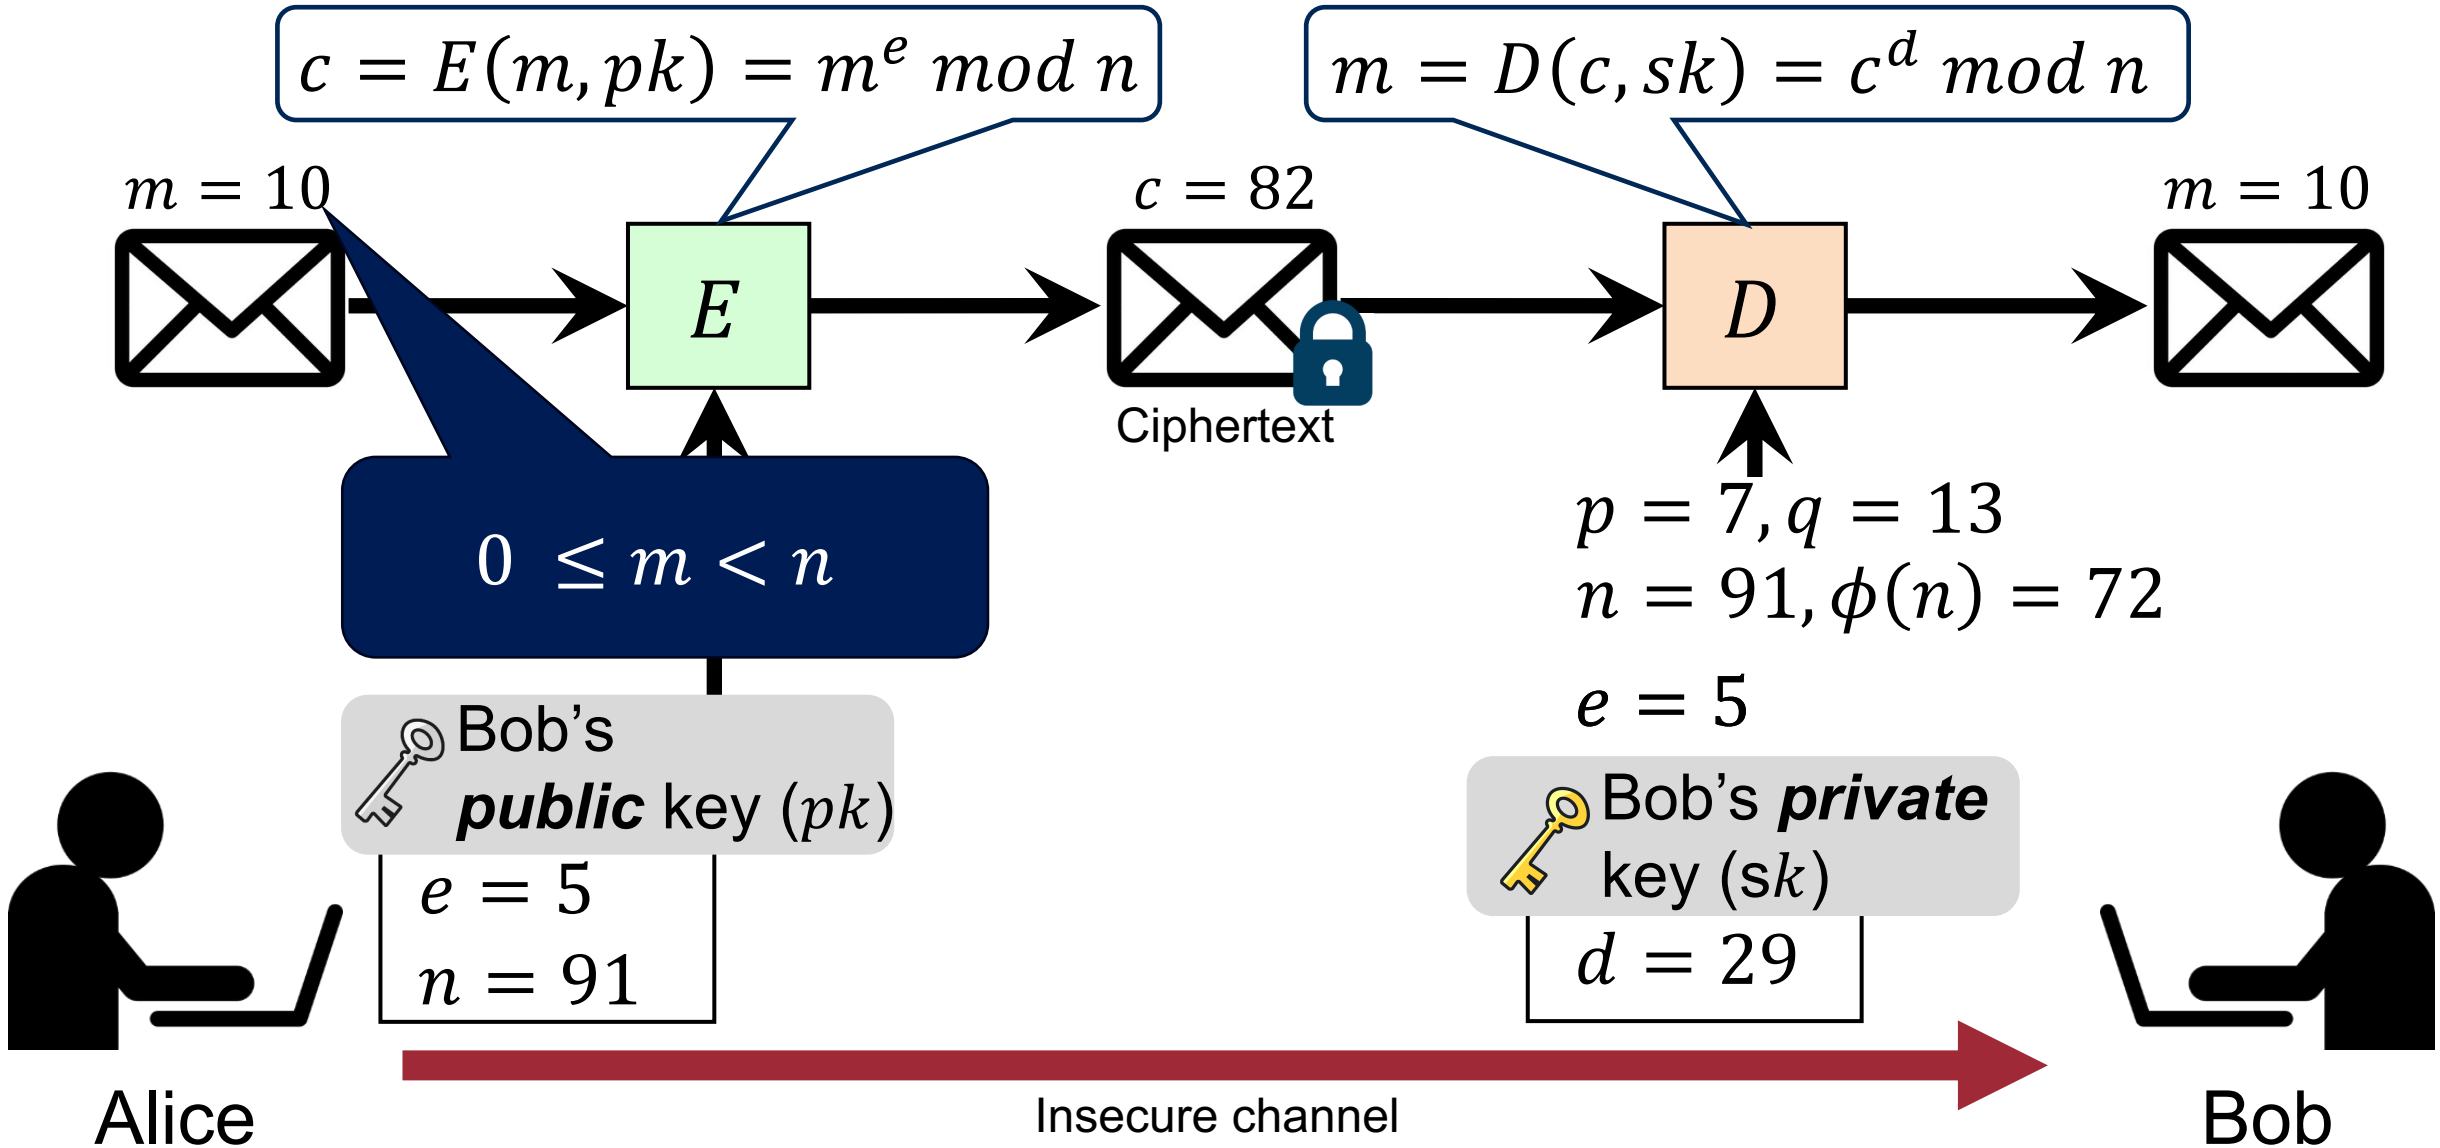 c = E(m, pk) = m^e mod n
m = D(c, sk) = c^d mod n
m = 10
c = 82
m = 10
E
D
Ciphertext
0 ≤ m < n
p = 7, q = 13
n = 91, ϕ(n) = 72
e = 5
Bob’s
public key (pk)
e = 5
n = 91
Bob’s private
key (sk)
d = 29
Insecure channel
Alice
Bob